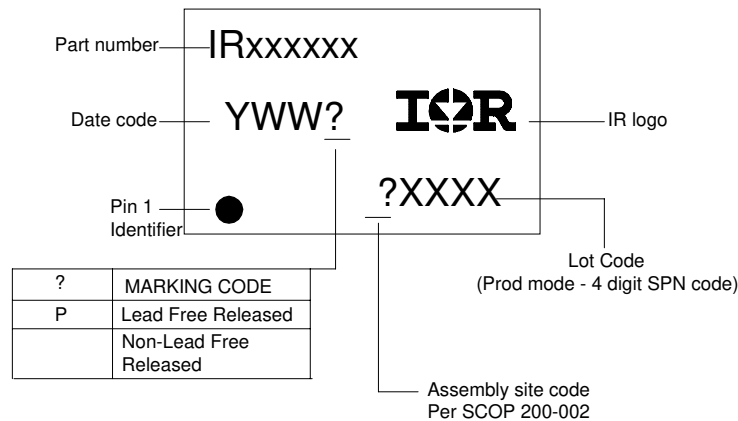 Part number
IRxxxxxx
Date code
YWW?
IOR
IR logo
Pin 1
Identifier
?XXXX
Lot Code
(Prod mode - 4 digit SPN code)
? MARKING CODE
P Lead Free Released
Non-Lead Free
Released
Assembly site code
Per SCOP 200-002